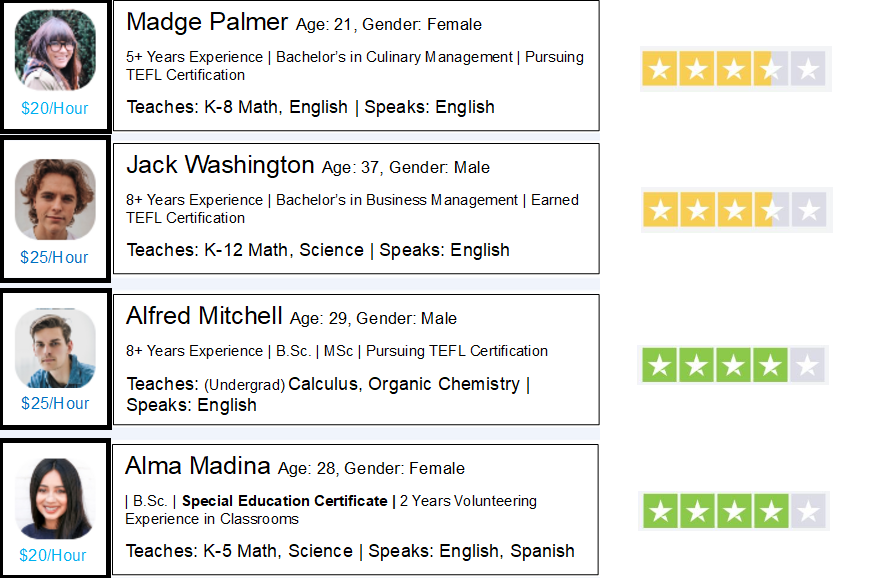 Madge Palmer Age: 21, Gender: Female
5+ Years Experience | Bachelor’s in Culinary Management | Pursuing
TEFL Certification
$20/Hour
Teaches: K-8 Math, English | Speaks: English
Jack Washington Age: 37, Gender: Male
8+ Years Experience | Bachelor’s in Business Management | Earned
TEFL Certification
$25/Hour
Teaches: K-12 Math, Science | Speaks: English
Alfred Mitchell Age: 29, Gender: Male
8+ Years Experience | B.Sc. | MSc | Pursuing TEFL Certification
Teaches: (Undergrad) Calculus, Organic Chemistry |
$25/Hour
Speaks: English
Alma Madina Age: 28, Gender: Female
| B.Sc. | Special Education Certificate | 2 Years Volunteering
Experience in Classrooms
$20/Hour
Teaches: K-5 Math, Science | Speaks: English, Spanish